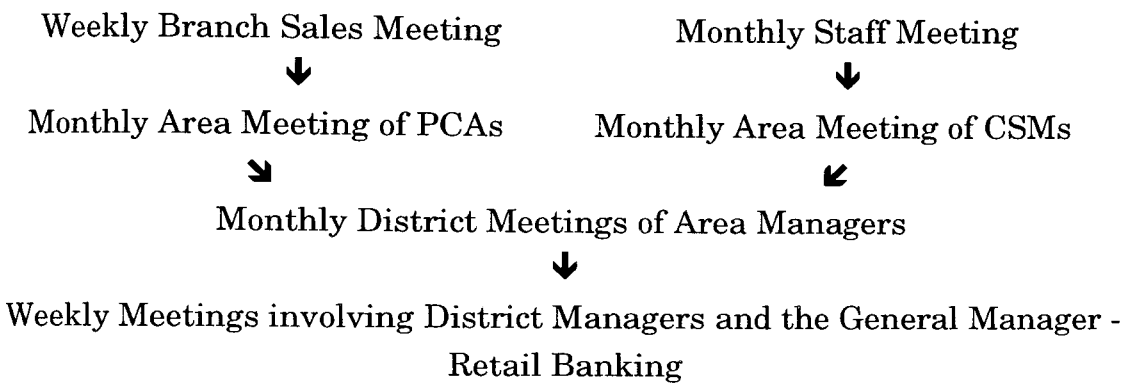 Weekly Branch Sales Meeting
Monthly Staff Meeting
Monthly Area Meeting of PCAs
Monthly Area Meeting of CSMs
Monthly District Meetings of Area Managers
Weekly Meetings involving District Managers and the General Manager -
Retail Banking